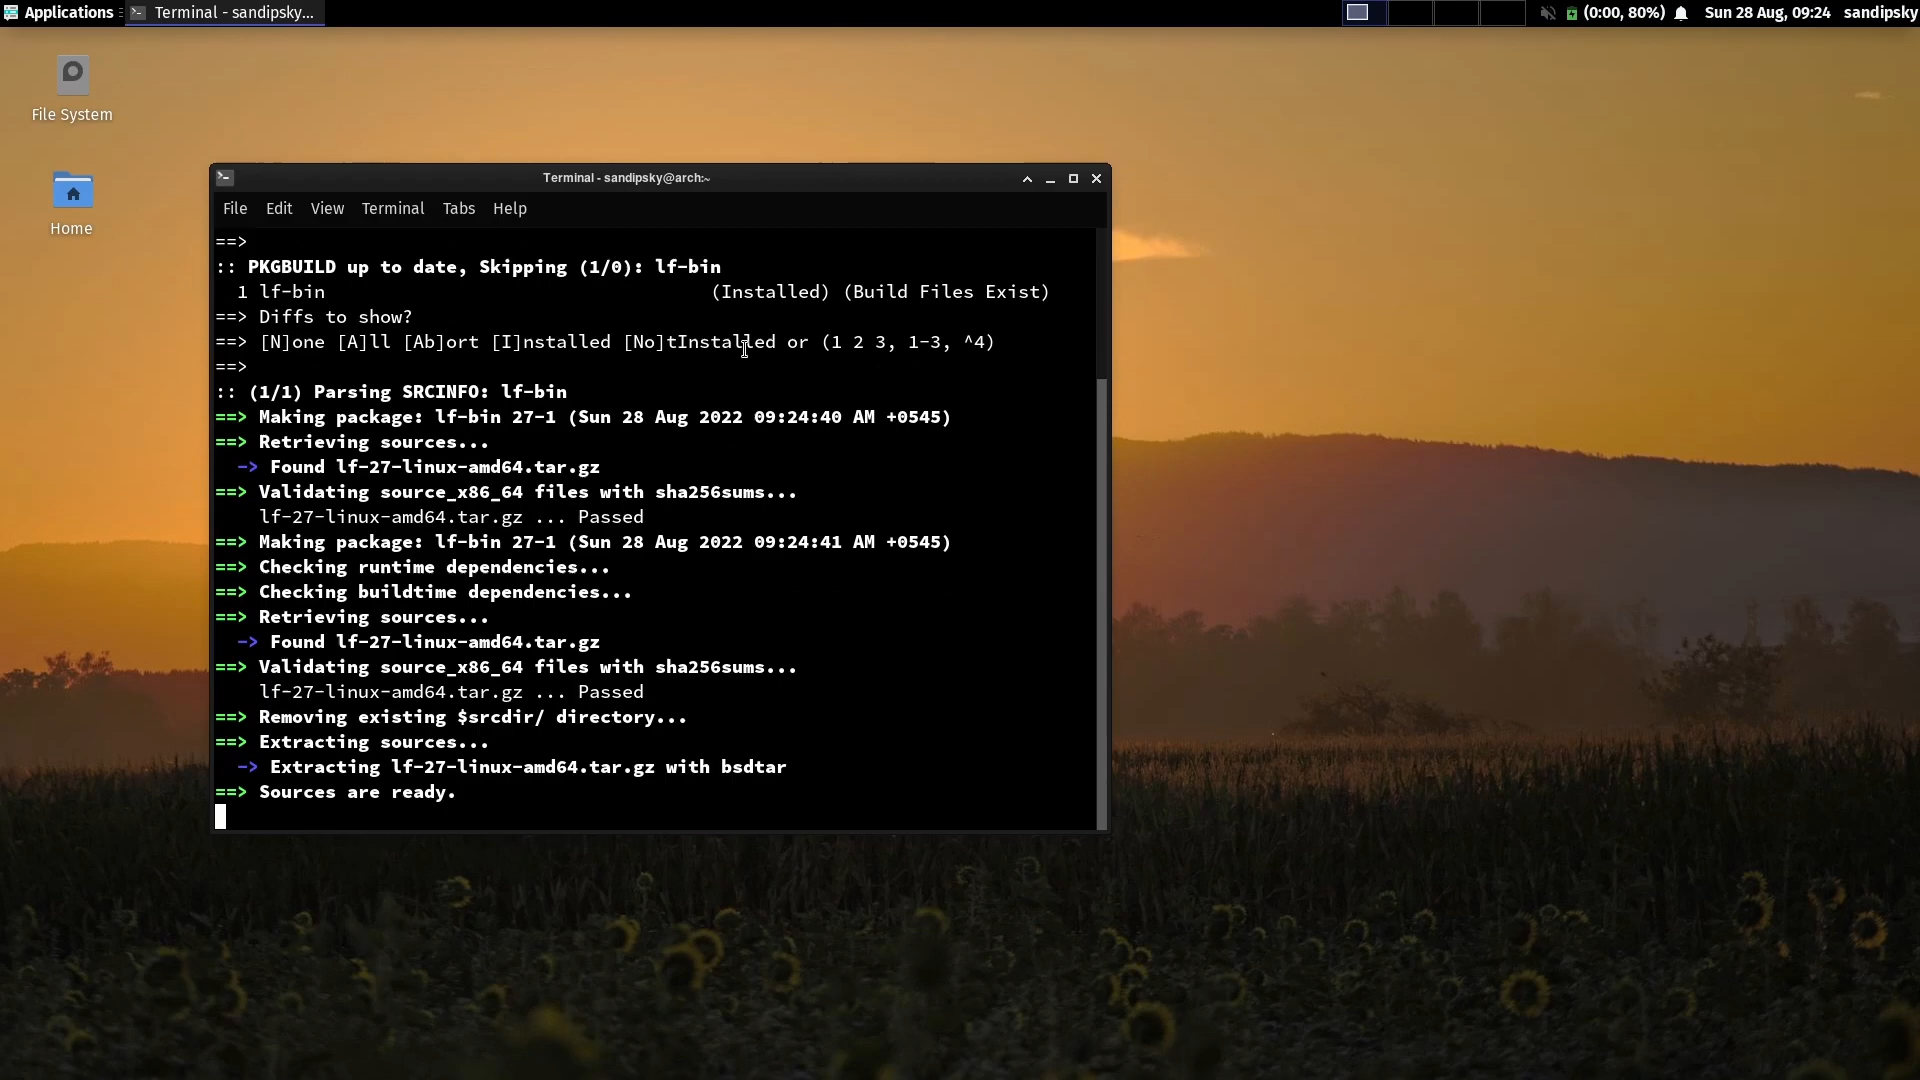 Applications
Terminal - sandipsky...
(0:00, 80%)
Sun 28 Aug, 09:24
sandipsky
File System
Home
Terminal - sandipsky@arch:~
File Edit View Terminal Tabs Help
==>
:: PKGBUILD up to date, Skipping (1/0): lf-bin
  1 lf-bin                                   (Installed) (Build Files Exist)
==> Diffs to show?
==> [N]one [A]ll [Ab]ort [I]nstalled [No]tInstalled or (1 2 3, 1-3, ^4)
==>
:: (1/1) Parsing SRCINFO: lf-bin
==> Making package: lf-bin 27-1 (Sun 28 Aug 2022 09:24:40 AM +0545)
==> Retrieving sources...
  -> Found lf-27-linux-amd64.tar.gz
==> Validating source_x86_64 files with sha256sums...
    lf-27-linux-amd64.tar.gz ... Passed
==> Making package: lf-bin 27-1 (Sun 28 Aug 2022 09:24:41 AM +0545)
==> Checking runtime dependencies...
==> Checking buildtime dependencies...
==> Retrieving sources...
  -> Found lf-27-linux-amd64.tar.gz
==> Validating source_x86_64 files with sha256sums...
    lf-27-linux-amd64.tar.gz ... Passed
==> Removing existing $srcdir/ directory...
==> Extracting sources...
  -> Extracting lf-27-linux-amd64.tar.gz with bsdtar
==> Sources are ready.